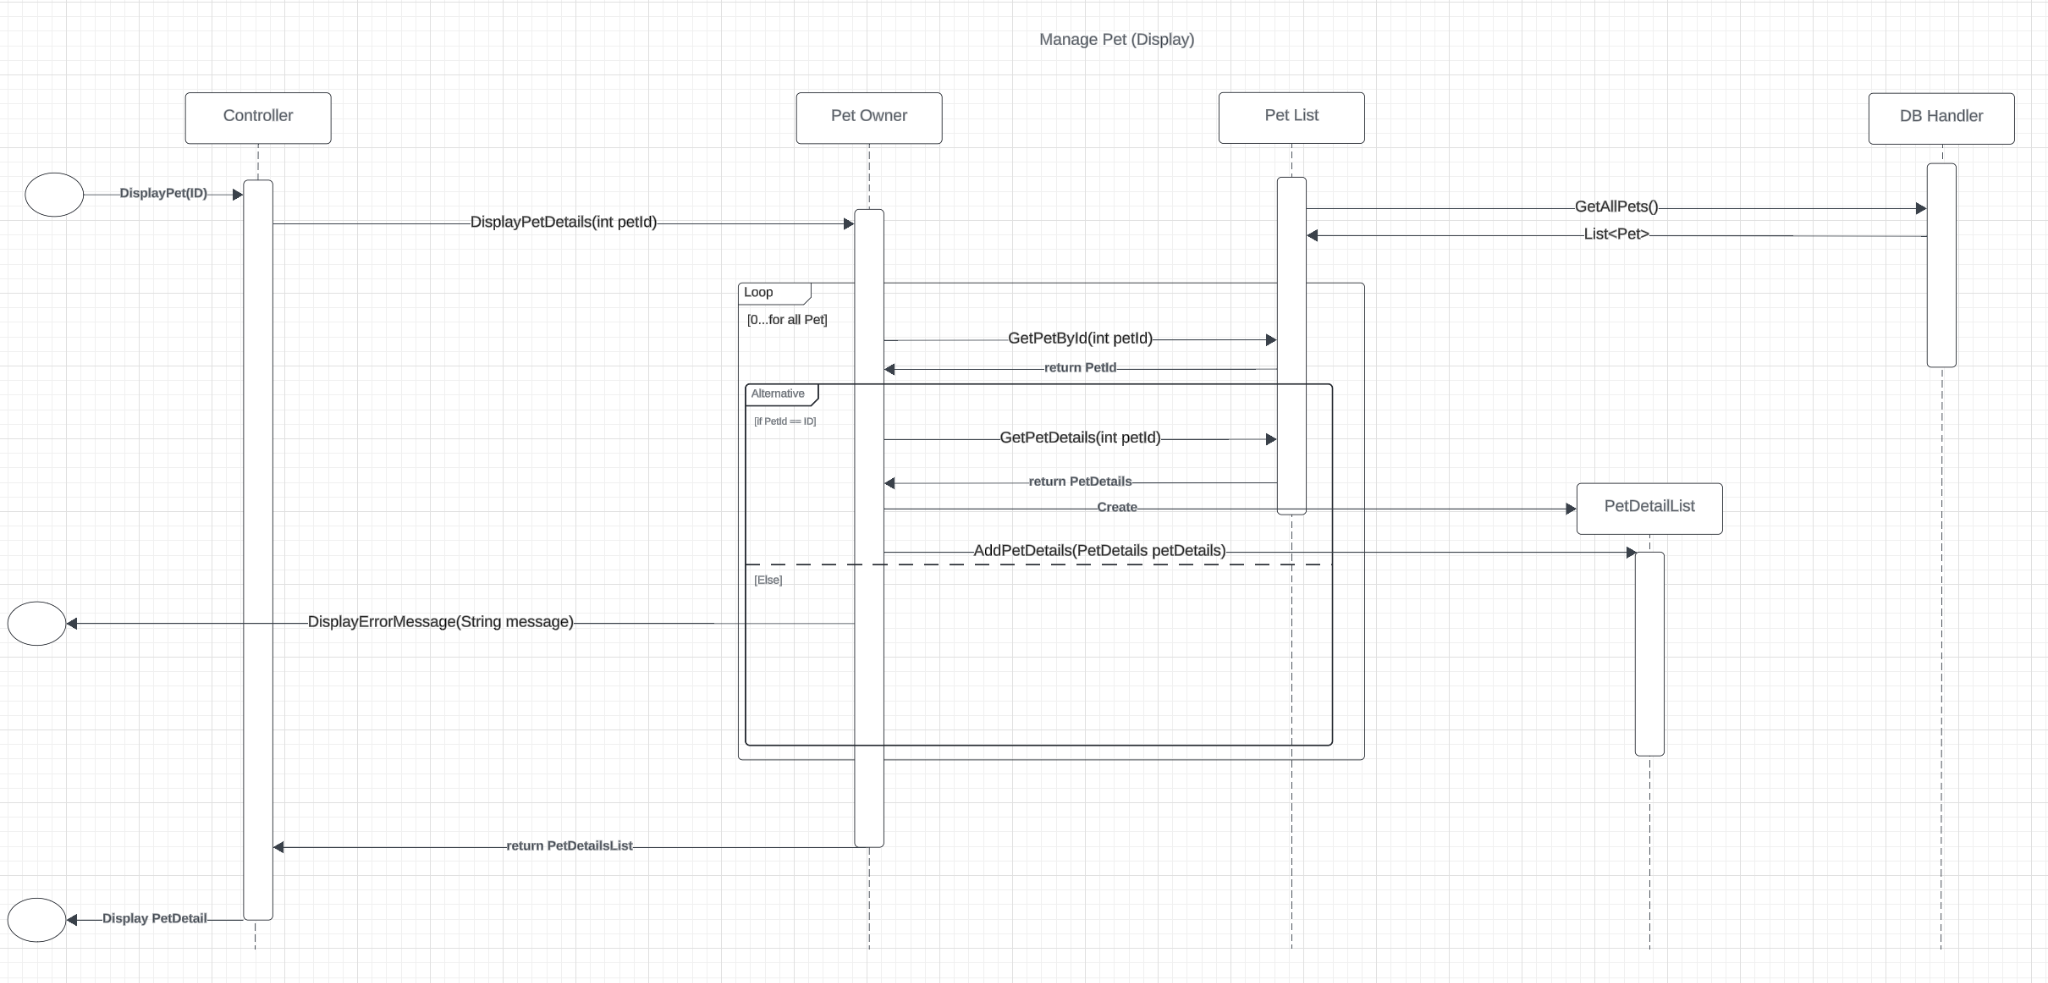 Manage Pet (Display)
Controller
Pet Owner
Pet List
DB Handler
DisplayPet(ID)
GetAllPets()
DisplayPetDetails(int petId)
List<Pet>
Loop
[0...for all Pet]
GetPetById(int petId)
return PetId
Alternative
[if PetId == ID]
GetPetDetails(int petId)
return PetDetails
Create
PetDetailList
AddPetDetails(PetDetails petDetails)
[Else]
DisplayErrorMessage(String message)
return PetDetailsList
Display PetDetail